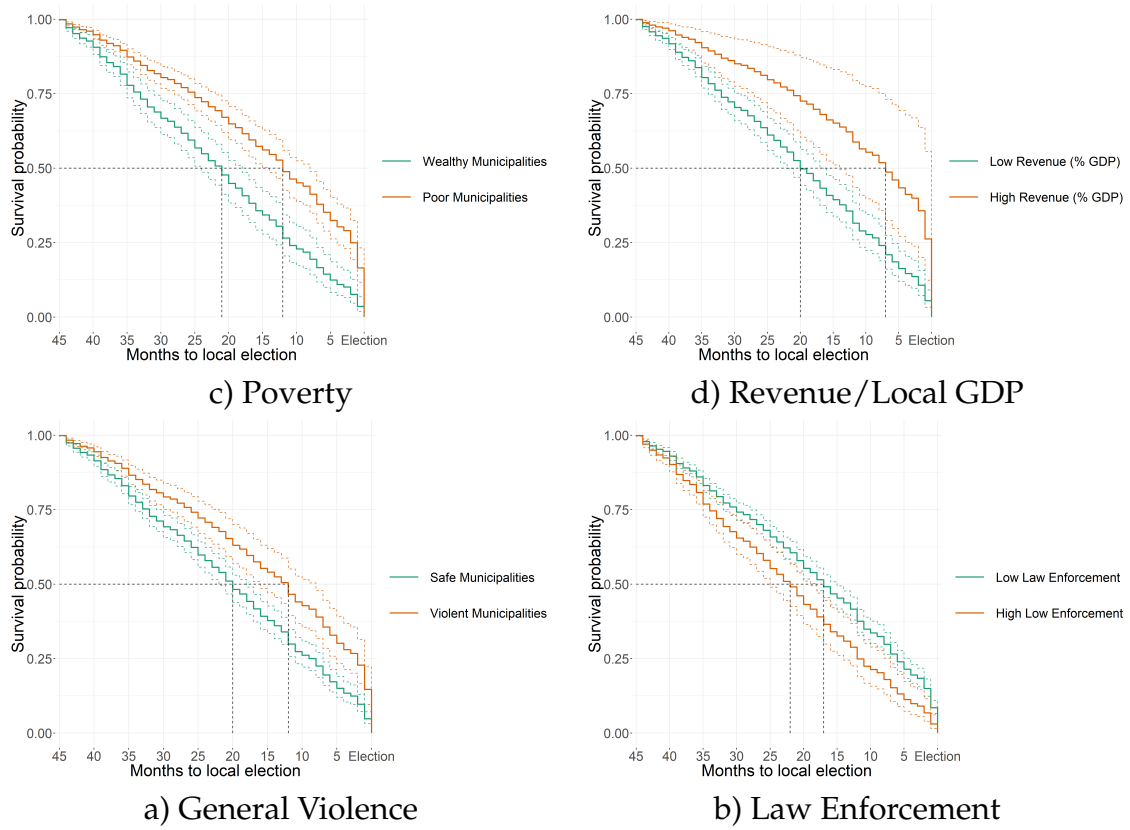 1.00
0.75
0.50
0.25
0.00
Survival probability
45 40 35 30 25 20 15 10 5 Election
Months to local election
Wealthy Municipalities
Poor Municipalities
c) Poverty
1.00
0.75
0.50
0.25
0.00
Survival probability
45 40 35 30 25 20 15 10 5 Election
Months to local election
Low Revenue (% GDP)
High Revenue (% GDP)
d) Revenue/Local GDP
1.00
0.75
0.50
0.25
0.00
Survival probability
45 40 35 30 25 20 15 10 5 Election
Months to local election
Safe Municipalities
Violent Municipalities
a) General Violence
1.00
0.75
0.50
0.25
0.00
Survival probability
45 40 35 30 25 20 15 10 5 Election
Months to local election
Low Law Enforcement
High Low Enforcement
b) Law Enforcement